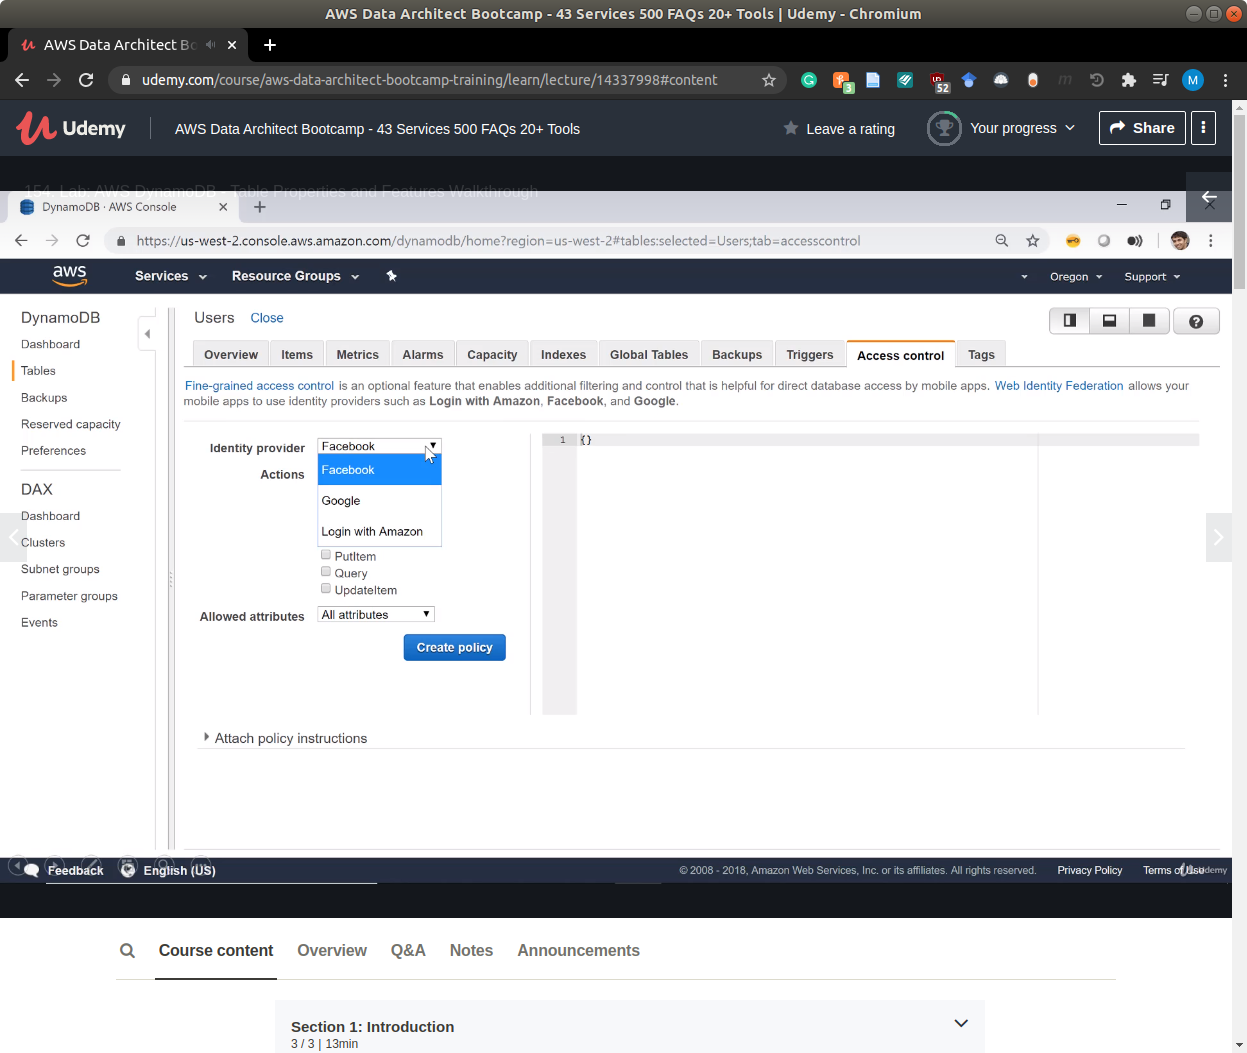 AWS Data Architect Bootcamp - 43 Services 500 FAQs 20+ Tools | Udemy - Chromium
AWS Data Architect Bo
udemy.com/course/aws-data-architect-bootcamp-training/learn/lecture/14337998#content
3
52
M
Udemy
AWS Data Architect Bootcamp - 43 Services 500 FAQs 20+ Tools
Leave a rating
Your progress
Share
154. Lab: AWS DynamoDB - Table Properties and Features Walkthrough
DynamoDB · AWS Console
https://us-west-2.console.aws.amazon.com/dynamodb/home?region=us-west-2#tables:selected=Users;tab=accesscontrol
aws
Services
Resource Groups
Oregon
Support
DynamoDB
Dashboard
Tables
Backups
Reserved capacity
Preferences
DAX
Dashboard
Clusters
Subnet groups
Parameter groups
Events
Users
Close
Overview
Items
Metrics
Alarms
Capacity
Indexes
Global Tables
Backups
Triggers
Access control
Tags
Fine-grained access control is an optional feature that enables additional filtering and control that is helpful for direct database access by mobile apps. Web Identity Federation allows your
mobile apps to use identity providers such as Login with Amazon, Facebook, and Google.
Identity provider
Facebook
Actions
Facebook
Google
Login with Amazon
PutItem
Query
UpdateItem
Allowed attributes
All attributes
Create policy
1 {}
Attach policy instructions
Feedback
English (US)
© 2008 - 2018, Amazon Web Services, Inc. or its affiliates. All rights reserved.
Privacy Policy
Terms of Use
Udemy
Course content
Overview
Q&A
Notes
Announcements
Section 1: Introduction
3 / 3 | 13min